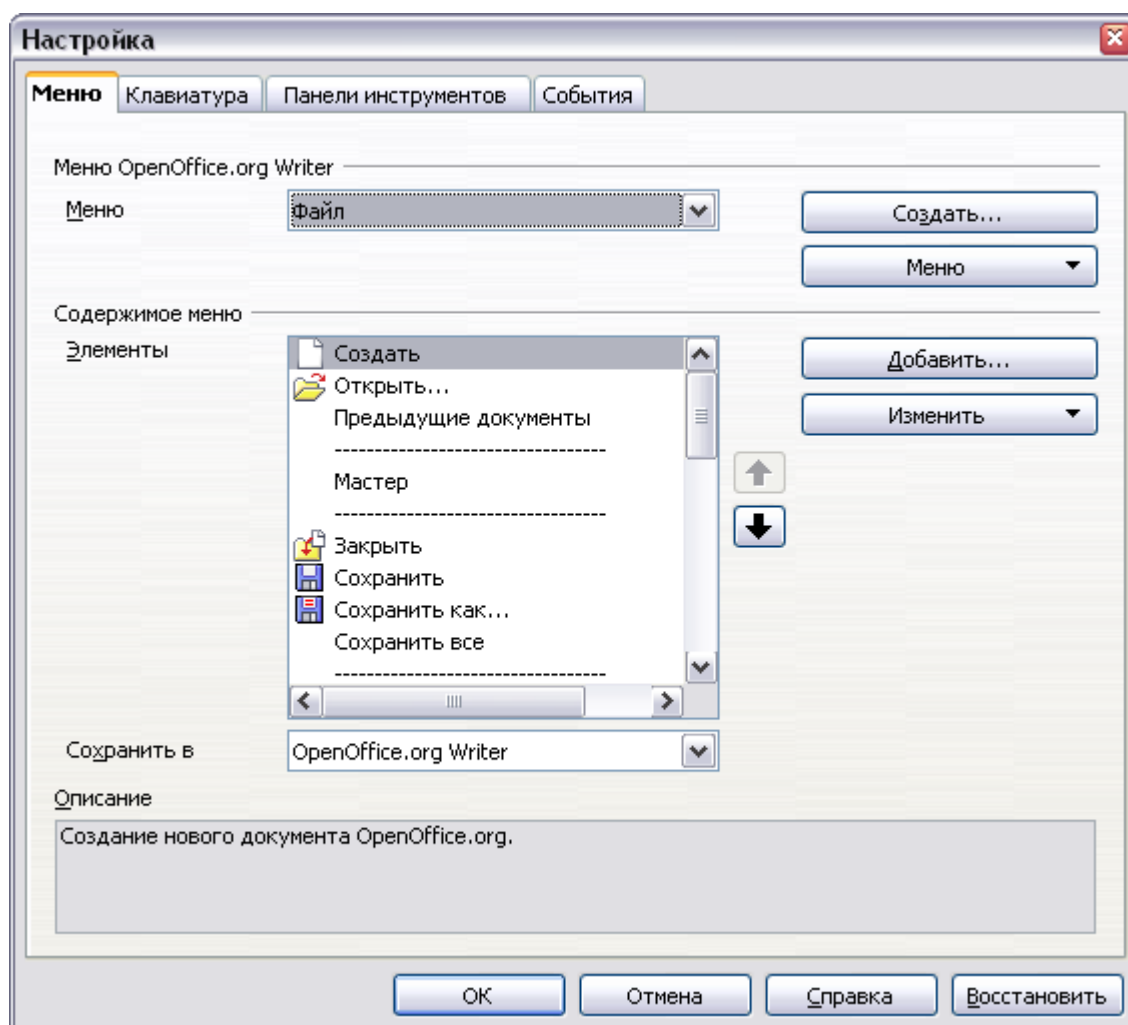 Настройка
Меню Клавиатура Панели инструментов События
Меню OpenOffice.org Writer
Меню Файл Создать...
Меню
Содержимое меню
Элементы Создать Добавить...
Открыть...
Предыдущие документы Изменить
---------------------------------
Мастер
---------------------------------
Закрыть
Сохранить
Сохранить как...
Сохранить все
---------------------------------
Сохранить в OpenOffice.org Writer
Описание
Создание нового документа OpenOffice.org.
ОК Отмена Справка Восстановить